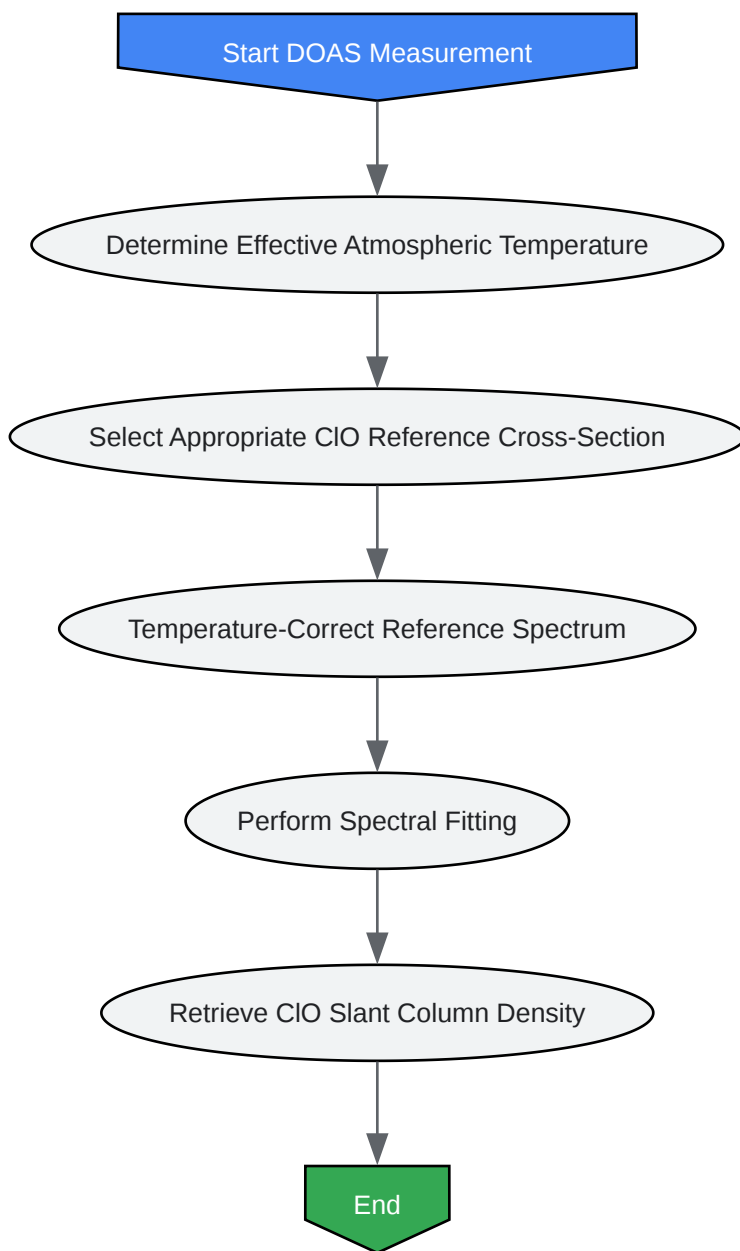 Start DOAS Measurement
Determine Effective Atmospheric Temperature
Select Appropriate ClO Reference Cross-Section
Temperature-Correct Reference Spectrum
Perform Spectral Fitting
Retrieve ClO Slant Column Density
End